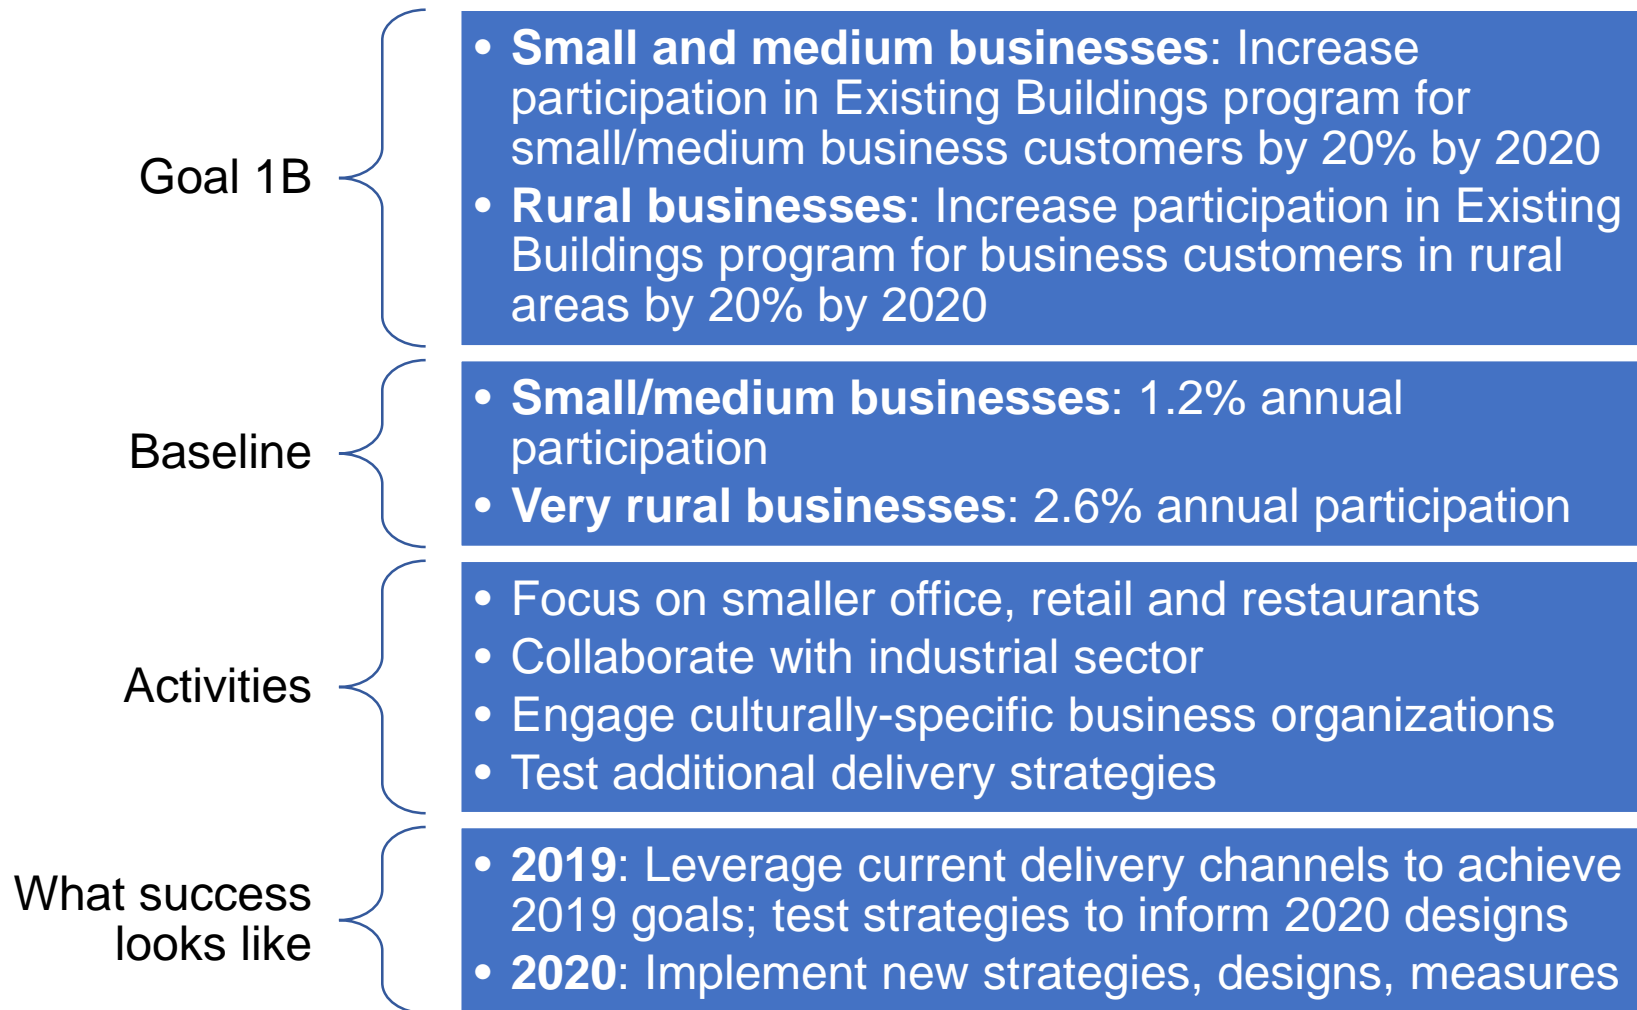 Goal 1B
• Small and medium businesses: Increase
participation in Existing Buildings program for
small/medium business customers by 20% by 2020
• Rural businesses: Increase participation in Existing
Buildings program for business customers in rural
areas by 20% by 2020
Baseline
• Small/medium businesses: 1.2% annual
participation
• Very rural businesses: 2.6% annual participation
Activities
• Focus on smaller office, retail and restaurants
• Collaborate with industrial sector
• Engage culturally-specific business organizations
• Test additional delivery strategies
What success
looks like
• 2019: Leverage current delivery channels to achieve
2019 goals; test strategies to inform 2020 designs
• 2020: Implement new strategies, designs, measures